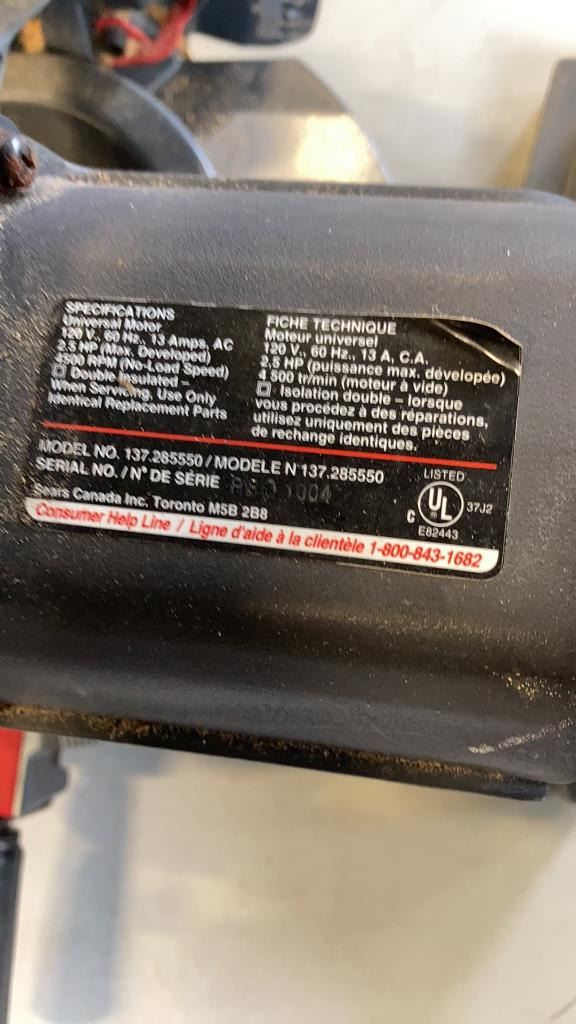 SPECIFICATIONS
Universal Motor
120 V., 60 Hz., 13 Amps, AC
2.5 HP (Max. Developed)
4500 RPM (No-Load Speed)
□ Double Insulated –
When Servicing, Use Only
Identical Replacement Parts
FICHE TECHNIQUE
Moteur universel
120 V., 60 Hz., 13 A, C.A.
2,5 HP (puissance max. dévelopée)
4 500 tr/min (moteur à vide)
□ Isolation double – lorsque
vous procédez à des réparations,
utilisez uniquement des pièces
de rechange identiques.
MODEL NO. 137.285550 / MODELE N° 137.285550
SERIAL NO. / N° DE SÉRIE
Sears Canada Inc. Toronto M5B 2B8
LISTED
C UL ® 37J2
E82443
Consumer Help Line / Ligne d'aide à la clientèle 1-800-843-1682